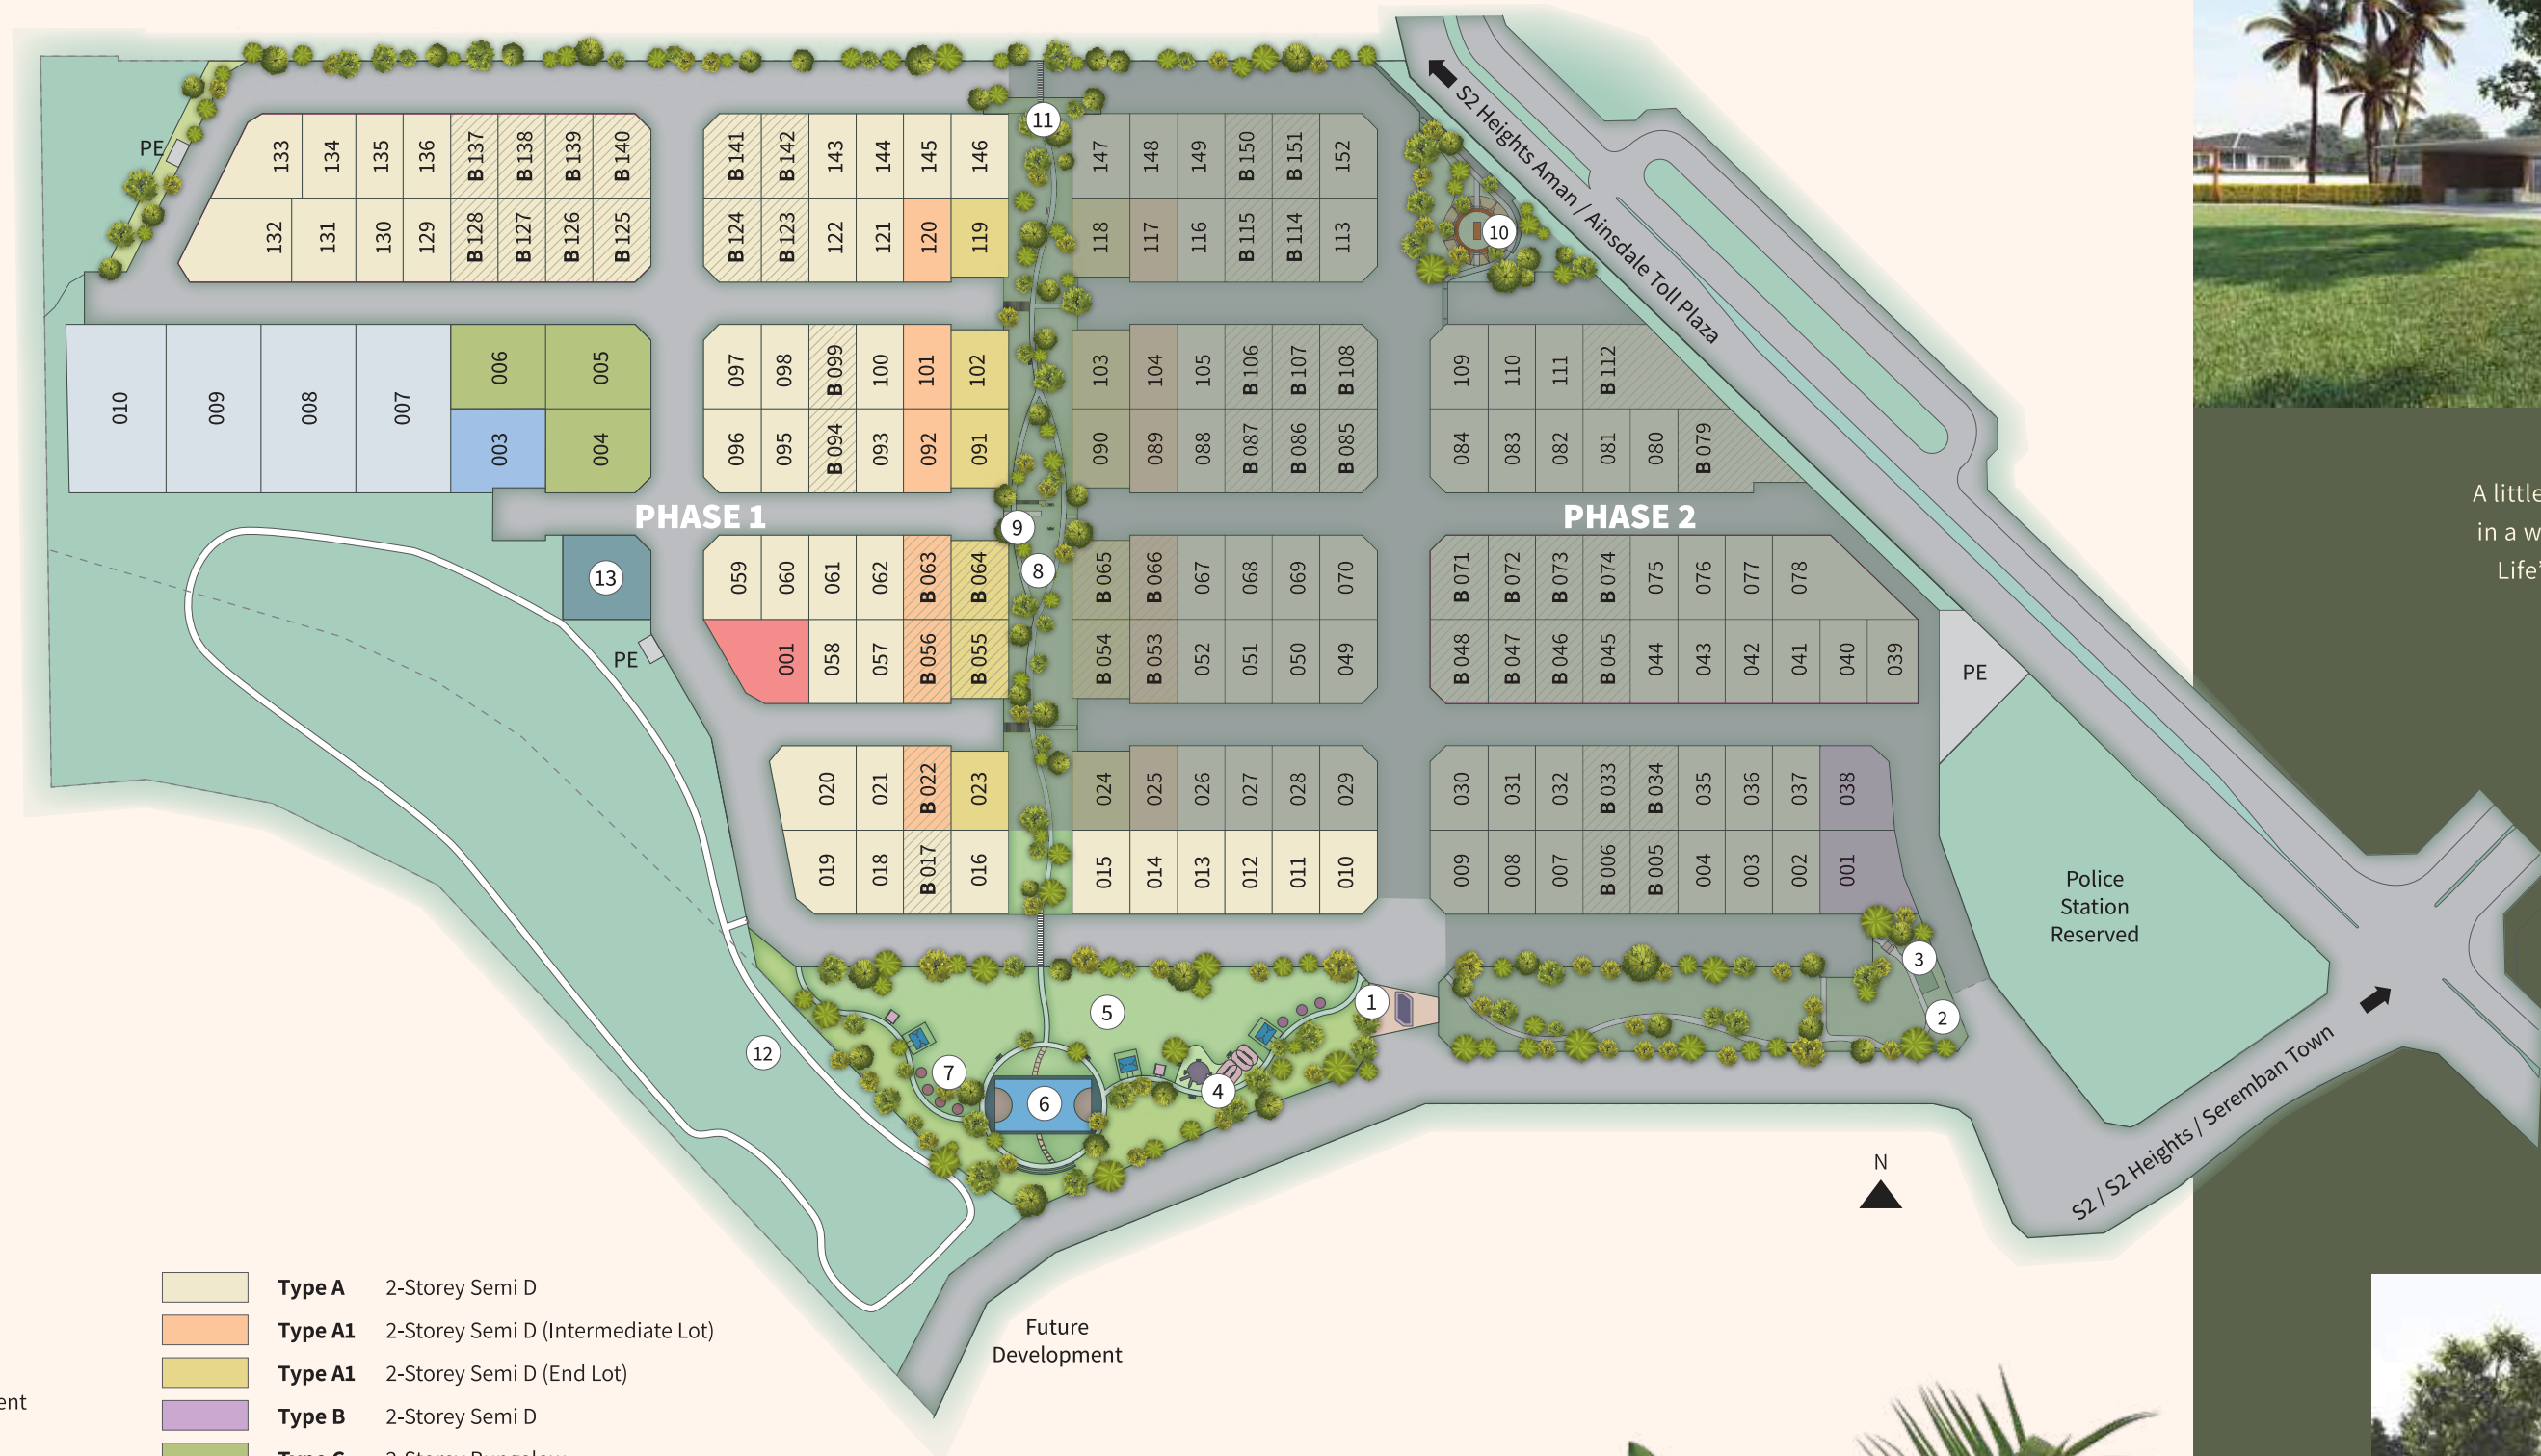 S2 Heights Aman / Ainsdale Toll Plaza
11
PE
133 134 135 136 B 137 B 138 B 139 B 140
B 141 B 142 143 144 145 146
147 148 149 B 150 B 151 152
132 131 130 129 B 128 B 127 B 126 B 125
B 124 B 123 122 121 120 119
118 117 116 B 115 B 114 113
10
010 009 008 007 006 005
097 098 B 099 100 101 102
103 104 105 B 106 B 107 B 108
109 110 111 B 112
003 004
096 095 B 094 093 092 091
090 089 088 B 087 B 086 B 085
084 083 082 081 080 B 079
A little
in a w
Life'
PHASE 1
9
PHASE 2
13
059 060 061 062 B 063 B 064
8
B 065 B 066 067 068 069 070
B 071 B 072 B 073 B 074 075 076 077 078
PE
001 058 057 B 056 B 055
B 054 B 053 052 051 050 049
B 048 B 047 B 046 B 045 044 043 042 041 040 039
PE
020 021 B 022 023
024 025 026 027 028 029
030 031 032 B 033 B 034 035 036 037 038
019 018 B 017 016
015 014 013 012 011 010
009 008 007 B 006 B 005 004 003 002 001
Police
Station
Reserved
3
1
5
2
12
7
4
6
S2 / S2 Heights / Seremban Town
N
Future
Development
Type A 2-Storey Semi D
Type A1 2-Storey Semi D (Intermediate Lot)
Type A1 2-Storey Semi D (End Lot)
ent
Type B 2-Storey Semi D
Type C 2-Storey Bungalow